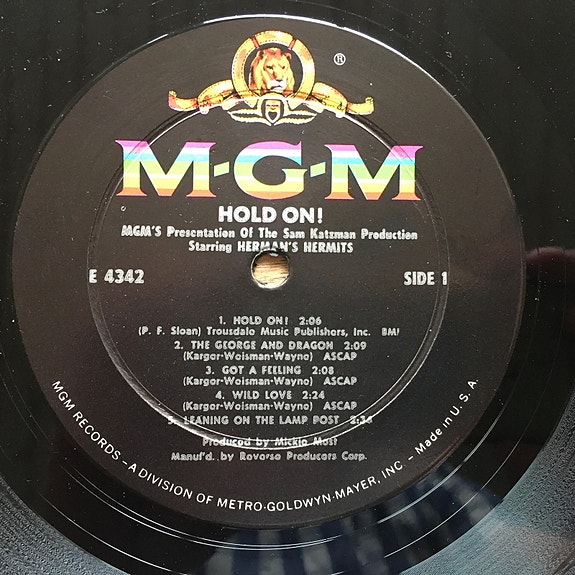 ®
M-G-M
HOLD ON!
MGM'S Presentation Of The Sam Katzman Production
Starring HERMAN'S HERMITS
E 4342 SIDE 1
1. HOLD ON! 2:06
(P. F. Sloan) Trousdale Music Publishers, Inc. BMI
2. THE GEORGE AND DRAGON 2:09
(Karger-Weisman-Wayne) ASCAP
3. GOT A FEELING 2:08
(Karger-Weisman-Wayne) ASCAP
4. WILD LOVE 2:24
(Karger-Weisman-Wayne) ASCAP
5. LEANING ON THE LAMP POST 2:36
Produced by Mickie Most
Manuf'd. by Reverse Producers Corp.
MGM RECORDS – A DIVISION OF METRO-GOLDWYN-MAYER, INC – Made in U.S.A.